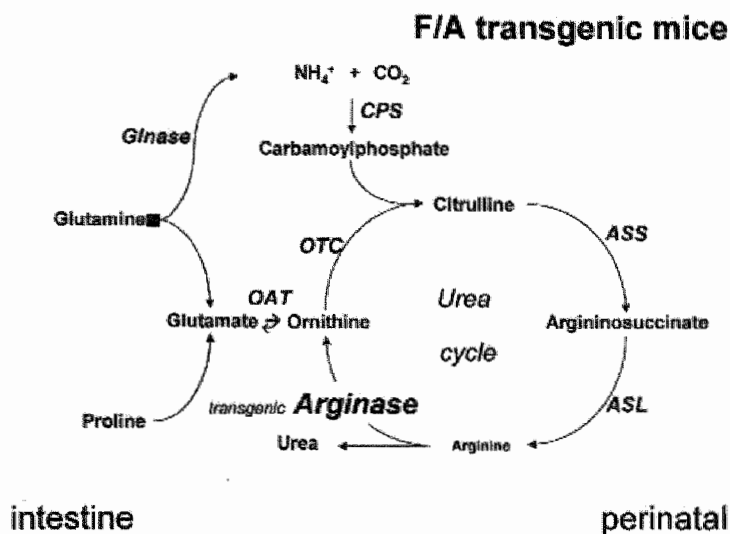 F/A transgenic mice
NH₄⁺ + CO₂
CPS
Glnase
Carbamoylphosphate
Glutamine
Citrulline
OTC
ASS
OAT
Urea
cycle
Glutamate
Ornithine
Argininosuccinate
transgenic Arginase
ASL
Proline
Urea
Arginine
intestine
perinatal